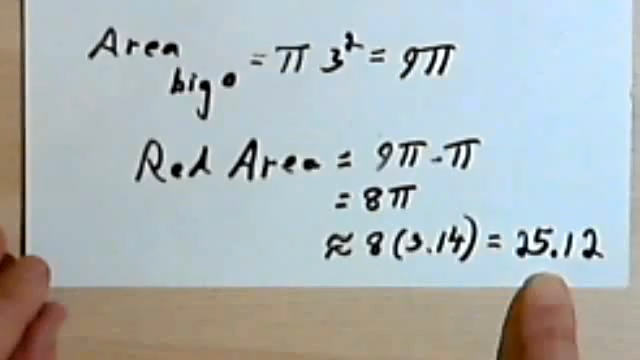 Area big○ = π 3² = 9π
Red Area = 9π - π
= 8π
≈ 8(3.14) = 25.12